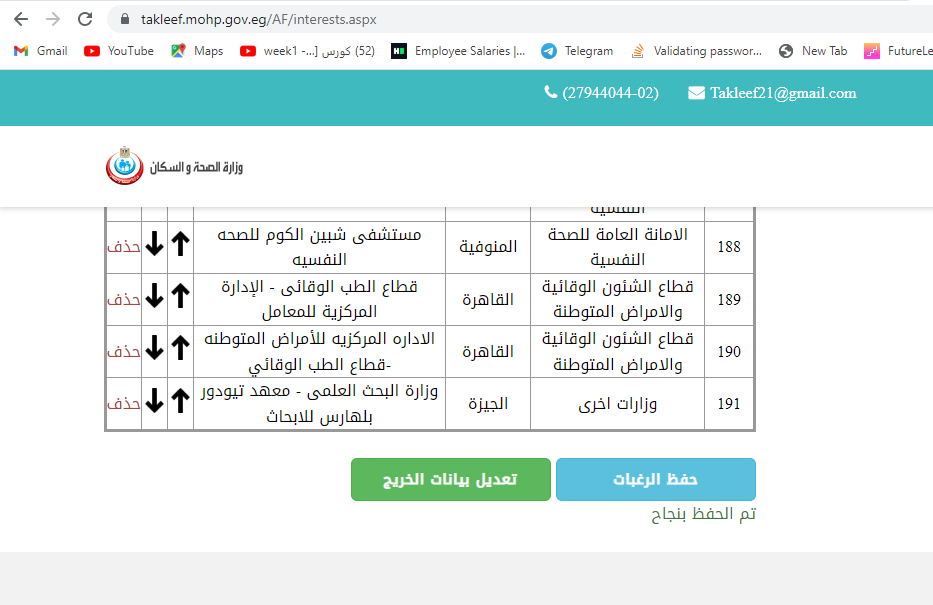 takleef.mohp.gov.eg/AF/interests.aspx
Gmail YouTube Maps (52) كورس [...- week1 Employee Salaries |... Telegram Validating passwor... New Tab FutureLe
(27944044-02) Takleef21@gmail.com
وزارة الصحة و السكان
النفسية
188 الامانة العامة للصحة النفسية المنوفية مستشفى شبين الكوم للصحه النفسيه حذف
189 قطاع الشئون الوقائية والامراض المتوطنة القاهرة قطاع الطب الوقائى - الإدارة المركزية للمعامل حذف
190 قطاع الشئون الوقائية والامراض المتوطنة القاهرة الاداره المركزيه للأمراض المتوطنه -قطاع الطب الوقائي حذف
191 وزارات اخرى الجيزة وزارة البحث العلمى - معهد تيودور بلهارس للابحاث حذف
حفظ الرغبات تعديل بيانات الخريج
تم الحفظ بنجاح